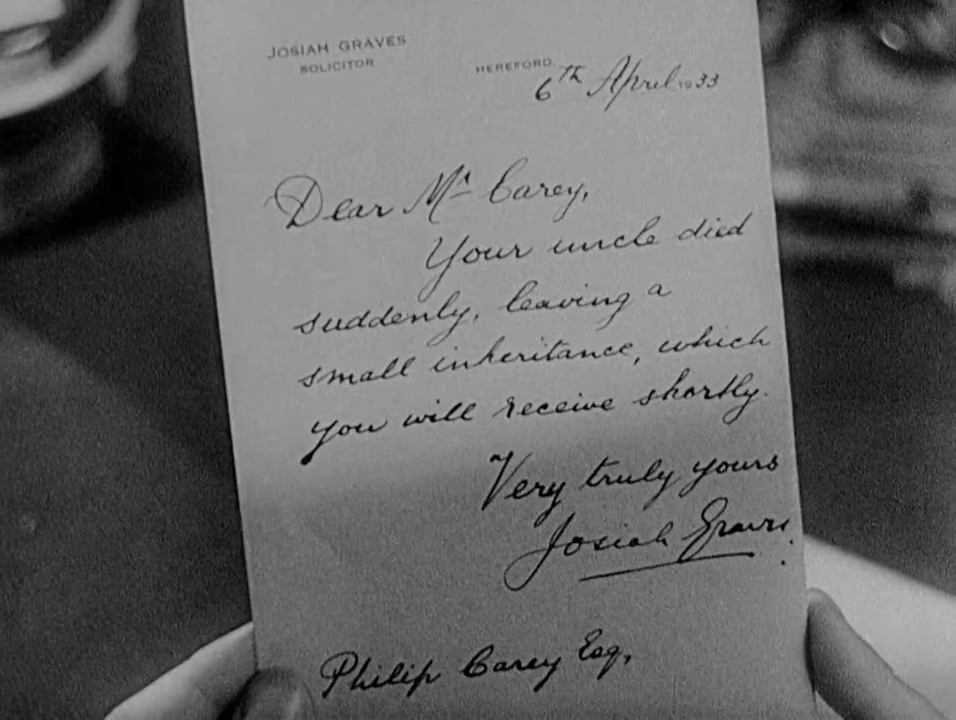 JOSIAH GRAVES
SOLICITOR
HEREFORD.
6th April 1933
Dear Mr Carey,
Your uncle died
suddenly, leaving a
small inheritance, which
you will receive shortly.
Very truly yours
Josiah Graves.
Philip Carey Esq,